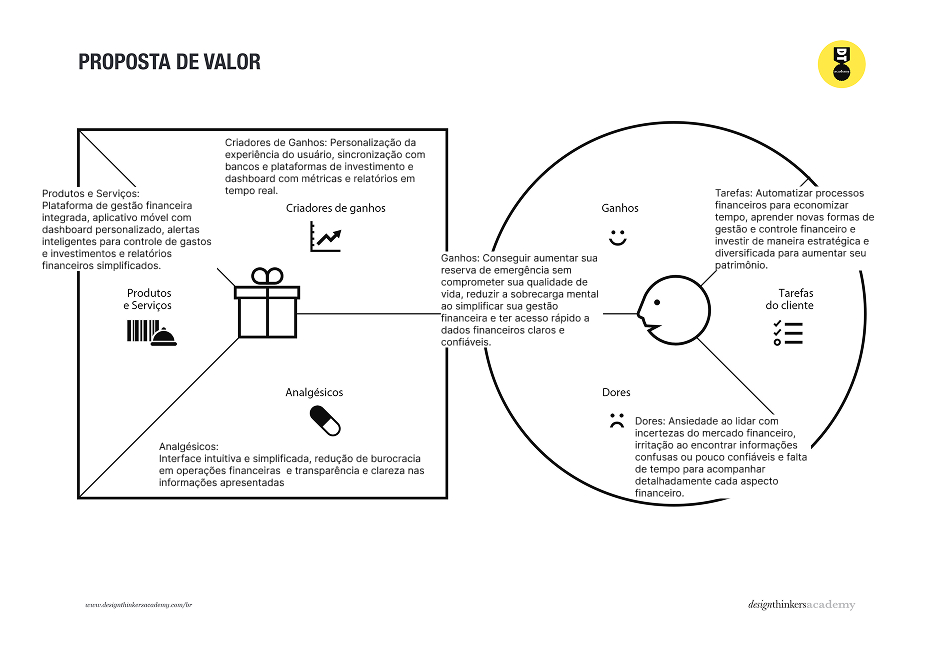 PROPOSTA DE VALOR
DT
academy
Criadores de Ganhos: Personalização da
experiência do usuário, sincronização com
bancos e plataformas de investimento e
dashboard com métricas e relatórios em
tempo real.
Criadores de ganhos
Produtos e Serviços:
Plataforma de gestão financeira
integrada, aplicativo móvel com
dashboard personalizado, alertas
inteligentes para controle de gastos
e investimentos e relatórios
financeiros simplificados.
Produtos
e Serviços
Analgésicos
Analgésicos:
Interface intuitiva e simplificada, redução de burocracia
em operações financeiras e transparência e clareza nas
informações apresentadas
Ganhos
Ganhos: Conseguir aumentar sua
reserva de emergência sem
comprometer sua qualidade de
vida, reduzir a sobrecarga mental
ao simplificar sua gestão
financeira e ter acesso rápido a
dados financeiros claros e
confiáveis.
Tarefas: Automatizar processos
financeiros para economizar
tempo, aprender novas formas de
gestão e controle financeiro e
investir de maneira estratégica e
diversificada para aumentar seu
patrimônio.
Tarefas
do cliente
Dores
Dores: Ansiedade ao lidar com
incertezas do mercado financeiro,
irritação ao encontrar informações
confusas ou pouco confiáveis e falta
de tempo para acompanhar
detalhadamente cada aspecto
financeiro.
www.designthinkersacademy.com/br
designthinkersacademy